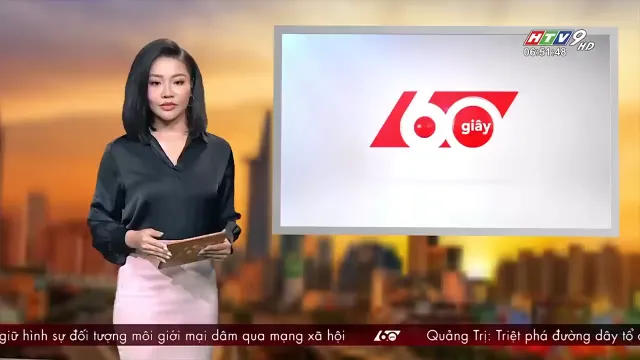 HTV9 HD
06:51:48
60 giây
giữ hình sự đối tượng môi giới mại dâm qua mạng xã hội 60 Quảng Trị: Triệt phá đường dây tổ